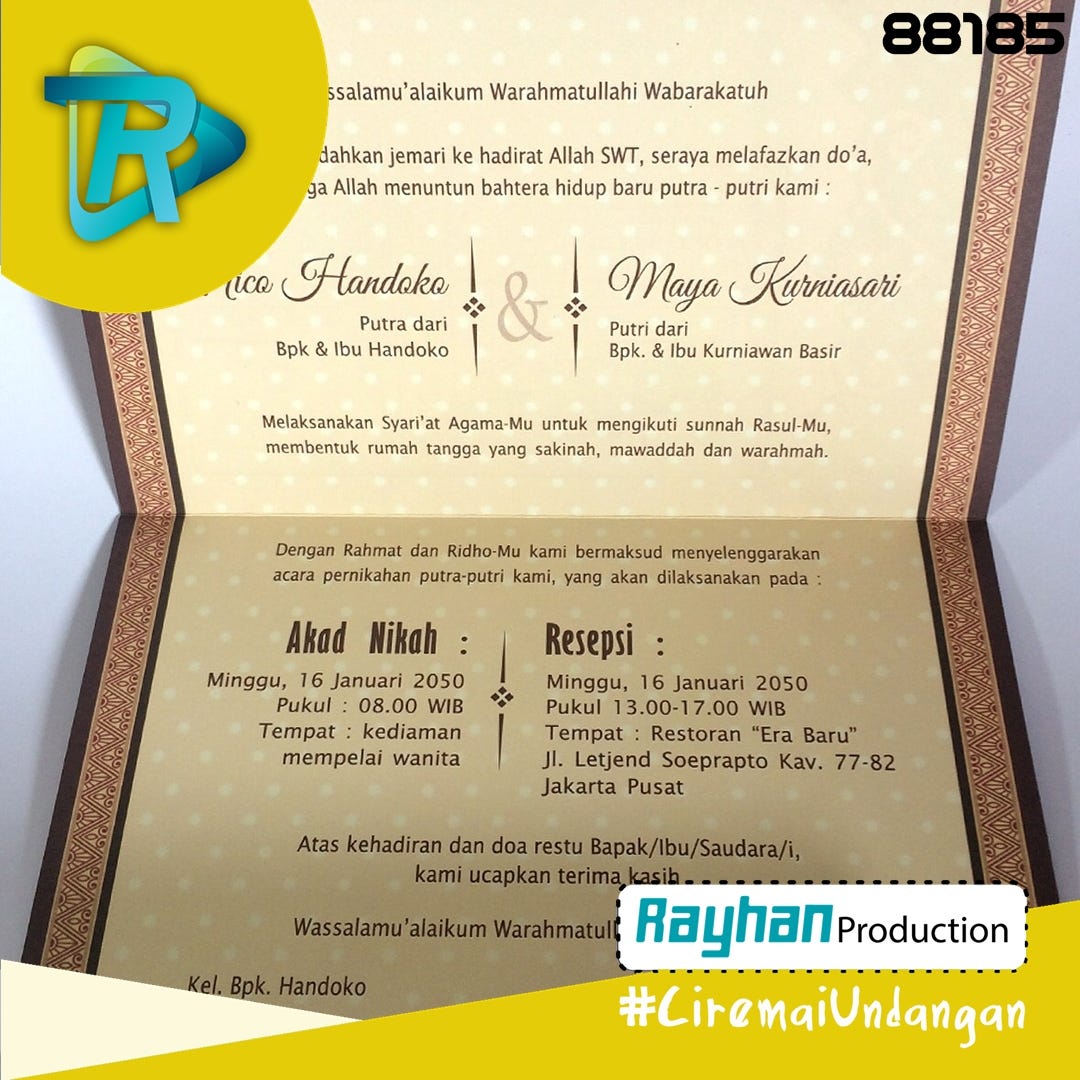 88185
R
ssalamu’alaikum Warahmatullahi Wabarakatuh
dahkan jemari ke hadirat Allah SWT, seraya melafazkan do’a,
ga Allah menuntun bahtera hidup baru putra - putri kami :
ico Handoko & Maya Kurniasari
Putra dari
Bpk & Ibu Handoko
Putri dari
Bpk. & Ibu Kurniawan Basir
Melaksanakan Syari’at Agama-Mu untuk mengikuti sunnah Rasul-Mu,
membentuk rumah tangga yang sakinah, mawaddah dan warahmah.
Dengan Rahmat dan Ridho-Mu kami bermaksud menyelenggarakan
acara pernikahan putra-putri kami, yang akan dilaksanakan pada :
Akad Nikah :
Minggu, 16 Januari 2050
Pukul : 08.00 WIB
Tempat : kediaman
mempelai wanita
Resepsi :
Minggu, 16 Januari 2050
Pukul 13.00-17.00 WIB
Tempat : Restoran “Era Baru”
Jl. Letjend Soeprapto Kav. 77-82
Jakarta Pusat
Atas kehadiran dan doa restu Bapak/Ibu/Saudara/i,
kami ucapkan terima kasih
Wassalamu’alaikum Warahmatull
Kel. Bpk. Handoko
Rayhan Production
#CiremaiUndangan